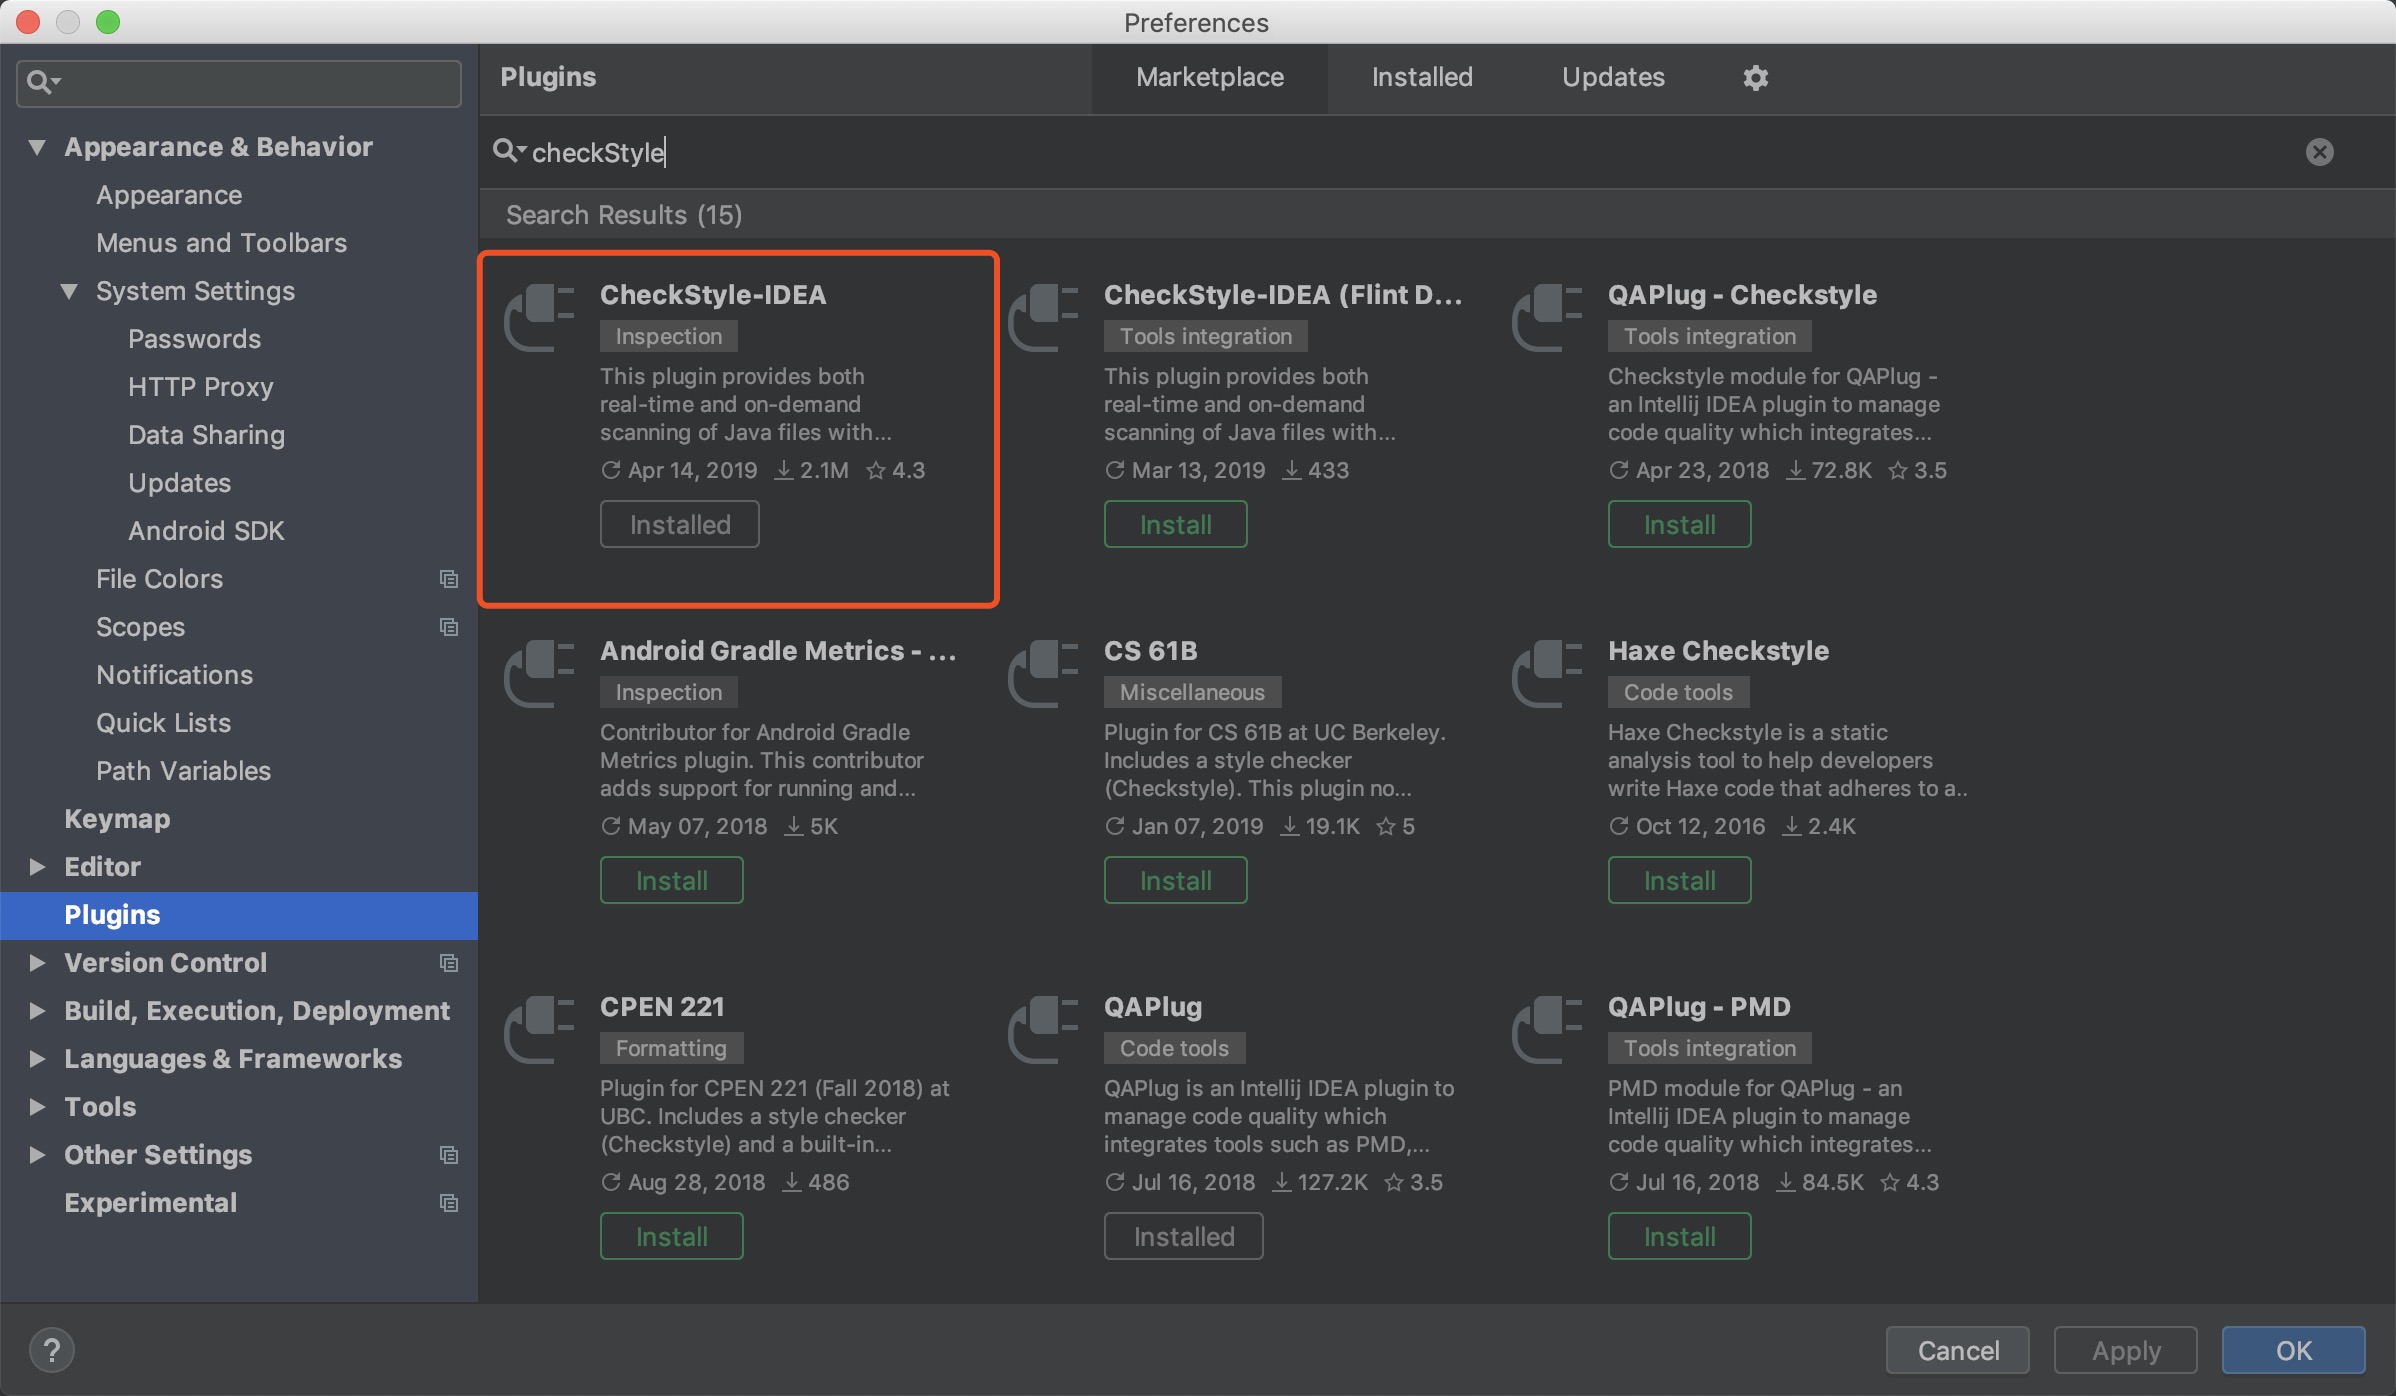 Preferences
Appearance & Behavior
Appearance
Menus and Toolbars
System Settings
Passwords
HTTP Proxy
Data Sharing
Updates
Android SDK
File Colors
Scopes
Notifications
Quick Lists
Path Variables
Keymap
Editor
Plugins
Version Control
Build, Execution, Deployment
Languages & Frameworks
Tools
Other Settings
Experimental
Plugins
Marketplace
Installed
Updates
checkStyle
Search Results (15)
CheckStyle-IDEA
Inspection
This plugin provides both
real-time and on-demand
scanning of Java files with...
Apr 14, 2019 2.1M 4.3
Installed
CheckStyle-IDEA (Flint D...
Tools integration
This plugin provides both
real-time and on-demand
scanning of Java files with...
Mar 13, 2019 433
Install
QAPlug - Checkstyle
Tools integration
Checkstyle module for QAPlug -
an Intellij IDEA plugin to manage
code quality which integrates...
Apr 23, 2018 72.8K 3.5
Install
Android Gradle Metrics - ...
Inspection
Contributor for Android Gradle
Metrics plugin. This contributor
adds support for running and...
May 07, 2018 5K
Install
CS 61B
Miscellaneous
Plugin for CS 61B at UC Berkeley.
Includes a style checker
(Checkstyle). This plugin no...
Jan 07, 2019 19.1K 5
Install
Haxe Checkstyle
Code tools
Haxe Checkstyle is a static
analysis tool to help developers
write Haxe code that adheres to a..
Oct 12, 2016 2.4K
Install
CPEN 221
Formatting
Plugin for CPEN 221 (Fall 2018) at
UBC. Includes a style checker
(Checkstyle) and a built-in...
Aug 28, 2018 486
Install
QAPlug
Code tools
QAPlug is an Intellij IDEA plugin to
manage code quality which
integrates tools such as PMD,...
Jul 16, 2018 127.2K 3.5
Installed
QAPlug - PMD
Tools integration
PMD module for QAPlug - an
Intellij IDEA plugin to manage
code quality which integrates...
Jul 16, 2018 84.5K 4.3
Install
?
Cancel
Apply
OK